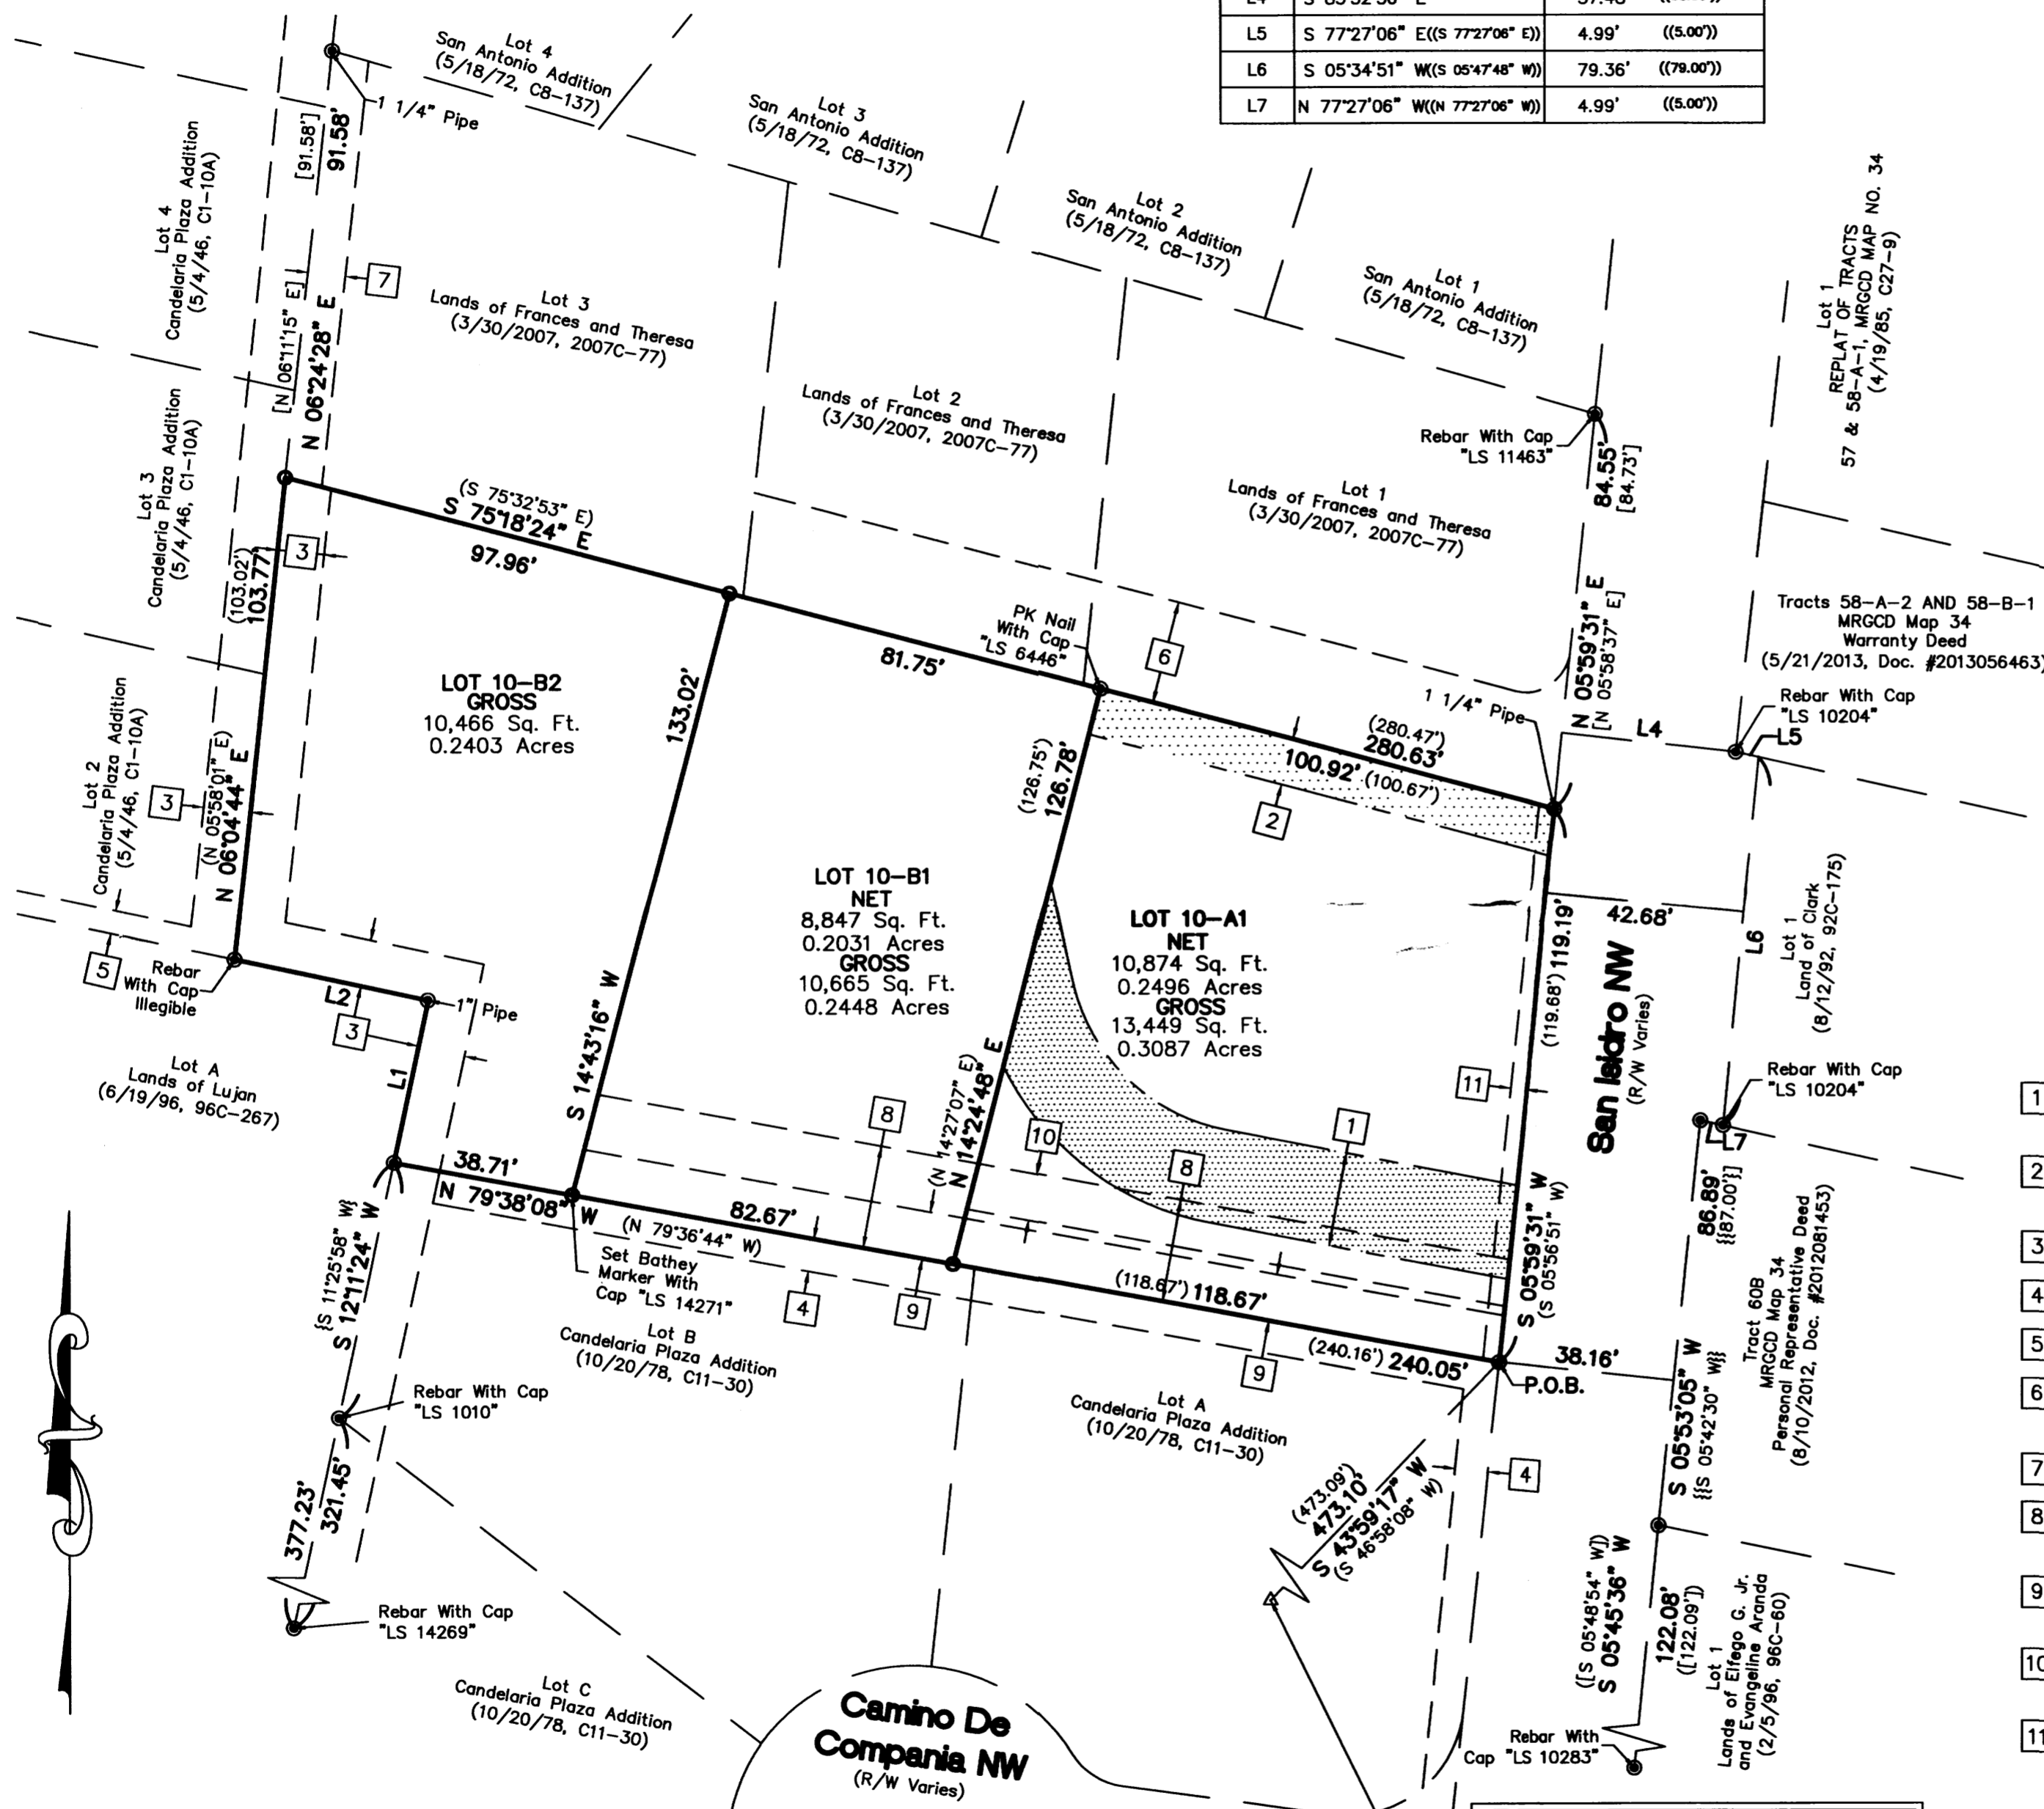 L5 S 77°27'06" E((S 77°27'06" E)) 4.99' ((5.00'))
L6 S 05°34'51" W((S 05°47'48" W)) 79.36' ((79.00'))
L7 N 77°27'06" W((N 77°27'06" W)) 4.99' ((5.00'))
Lot 4
San Antonio Addition
(5/18/72, C8-137)
1 1/4" Pipe
[91.58']
91.58'
Lot 3
San Antonio Addition
(5/18/72, C8-137)
Lot 2
San Antonio Addition
(5/18/72, C8-137)
Lot 1
San Antonio Addition
(5/18/72, C8-137)
Lot 1
REPLAT OF TRACTS
57 & 58-A-1, MRGCD MAP NO. 34
(4/19/85, C27-9)
Lot 4
Candelaria Plaza Addition
(5/4/46, C1-10A)
7
[N 06°11'15" E]
N 06°24'28" E
Lot 3
Lands of Frances and Theresa
(3/30/2007, 2007C-77)
Lot 2
Lands of Frances and Theresa
(3/30/2007, 2007C-77)
Lot 1
Lands of Frances and Theresa
(3/30/2007, 2007C-77)
Rebar With Cap
"LS 11463"
84.55'
[84.73']
N 05°59'31" E
[N 05°58'37" E]
Lot 3
Candelaria Plaza Addition
(5/4/46, C1-10A)
(S 75°32'53" E)
S 75°18'24" E
97.96'
3
(103.02')
103.77'
81.75'
PK Nail
With Cap
"LS 6446"
6
1 1/4" Pipe
(280.47')
280.63'
100.92' (100.67')
2
L4
L5
Tracts 58-A-2 AND 58-B-1
MRGCD Map 34
Warranty Deed
(5/21/2013, Doc. #2013056463)
Rebar With Cap
"LS 10204"
LOT 10-B2
GROSS
10,466 Sq. Ft.
0.2403 Acres
133.02'
S 14°43'16" W
(126.75')
126.78'
Lot 2
Candelaria Plaza Addition
(5/4/46, C1-10A)
3
(N 05°58'01" E)
N 06°04'44" E
LOT 10-B1
NET
8,847 Sq. Ft.
0.2031 Acres
GROSS
10,665 Sq. Ft.
0.2448 Acres
LOT 10-A1
NET
10,874 Sq. Ft.
0.2496 Acres
GROSS
13,449 Sq. Ft.
0.3087 Acres
(119.68') 119.19'
42.68'
L6
Lot 1
Land of Clark
(8/12/92, 92C-175)
San Isidro NW
(R/W Varies)
5
Rebar
With Cap
Illegible
L2
1" Pipe
3
L1
Lot A
Lands of Lujan
(6/19/96, 96C-267)
(N 14°27'07" E)
N 14°24'48" E
8
10
1
8
11
Rebar With Cap
"LS 10204"
L7
86.89'
{{87.00'}}
1
2
3
4
5
6
7
8
9
10
11
38.71'
N 79°38'08" W
(N 79°36'44" W)
82.67'
Set Bathey
Marker With
Cap "LS 14271"
4
9
(118.67') 118.67'
9
(240.16') 240.05'
S 05°59'31" W
(S 05°56'51" W)
38.16'
P.O.B.
{S 11°25'58" W}
S 12°11'24" W
Lot B
Candelaria Plaza Addition
(10/20/78, C11-30)
Lot A
Candelaria Plaza Addition
(10/20/78, C11-30)
Tract 60B
MRGCD Map 34
Personal Representative Deed
(8/10/2012, Doc. #2012081453)
S 05°53'05" W
{{S 05°42'30" W}}
Rebar With Cap
"LS 1010"
377.23'
321.45'
Rebar With Cap
"LS 14269"
(473.09')
473.10'
S 43°59'17" W
(S 46°58'08" W)
4
([S 05°48'54" W])
S 05°45'36" W
122.08'
([122.09'])
Lot 1
Lands of Elfego G. Jr.
and Evangeline Aranda
(2/5/96, 96C-60)
Rebar With
Cap "LS 10283"
Lot C
Candelaria Plaza Addition
(10/20/78, C11-30)
Camino De
Compania NW
(R/W Varies)